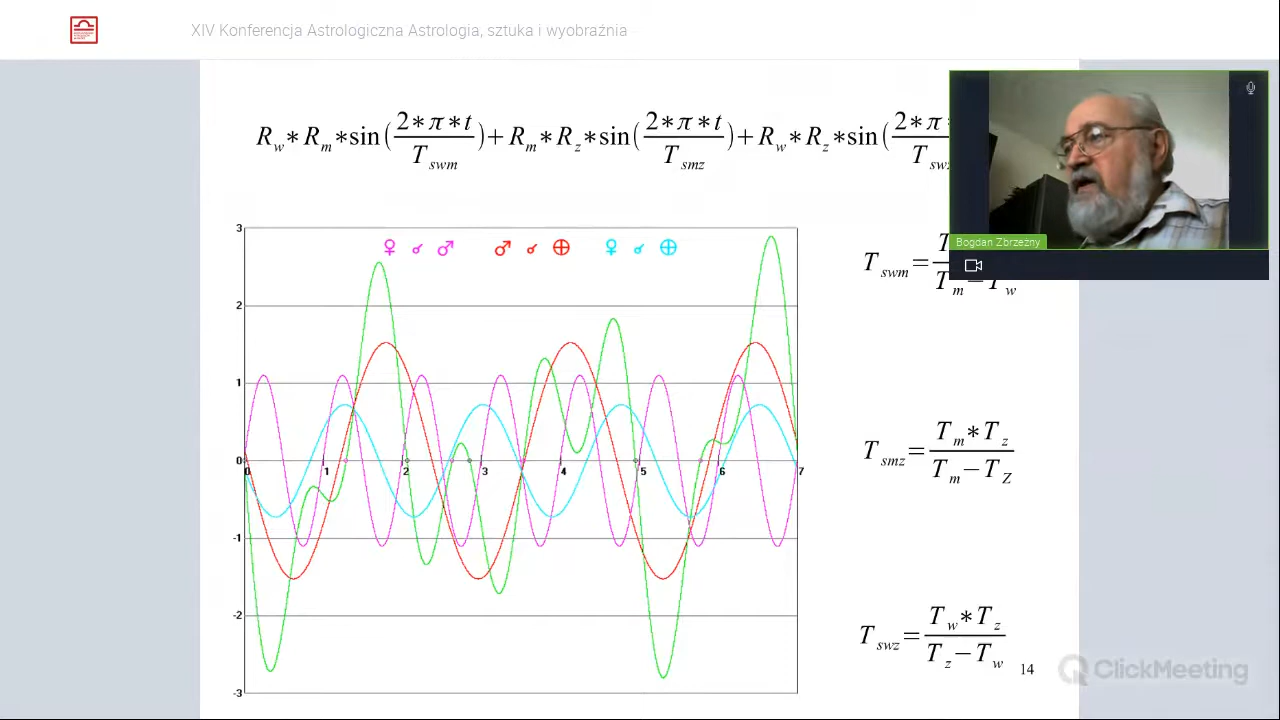 XIV Konferencja Astrologiczna Astrologia, sztuka i wyobraźnia
R_w * R_m * sin(2*π*t / T_swm) + R_m * R_z * sin(2*π*t / T_smz) + R_w * R_z * sin(2*π
♀ ☌ ♂ ♂ ☌ ⊕ ♀ ☌ ⊕
3
2
1
0
-1
-2
-3
0 1 2 3 4 5 6 7
Bogdan Zbrzezny
T_swm =
T_m − T_w
T_smz = T_m * T_z / T_m − T_Z
T_swz = T_w * T_z / T_z − T_w
14
ClickMeeting